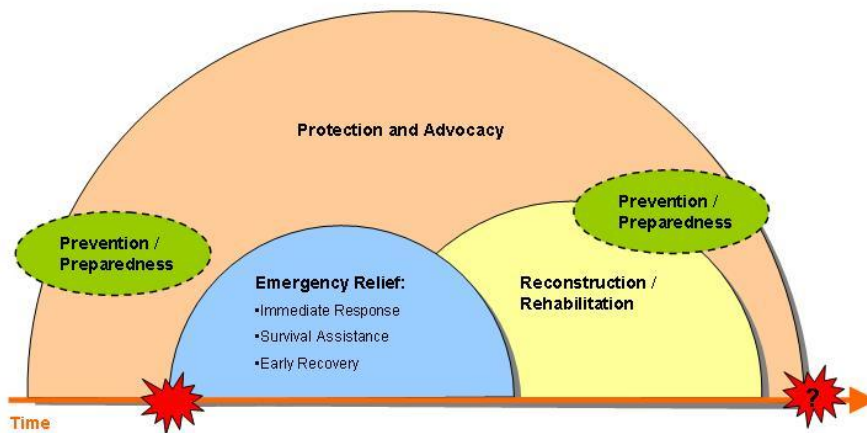 Protection and Advocacy
Prevention /
Preparedness
Prevention /
Preparedness
Emergency Relief:
•Immediate Response
•Survival Assistance
•Early Recovery
Reconstruction /
Rehabilitation
?
Time